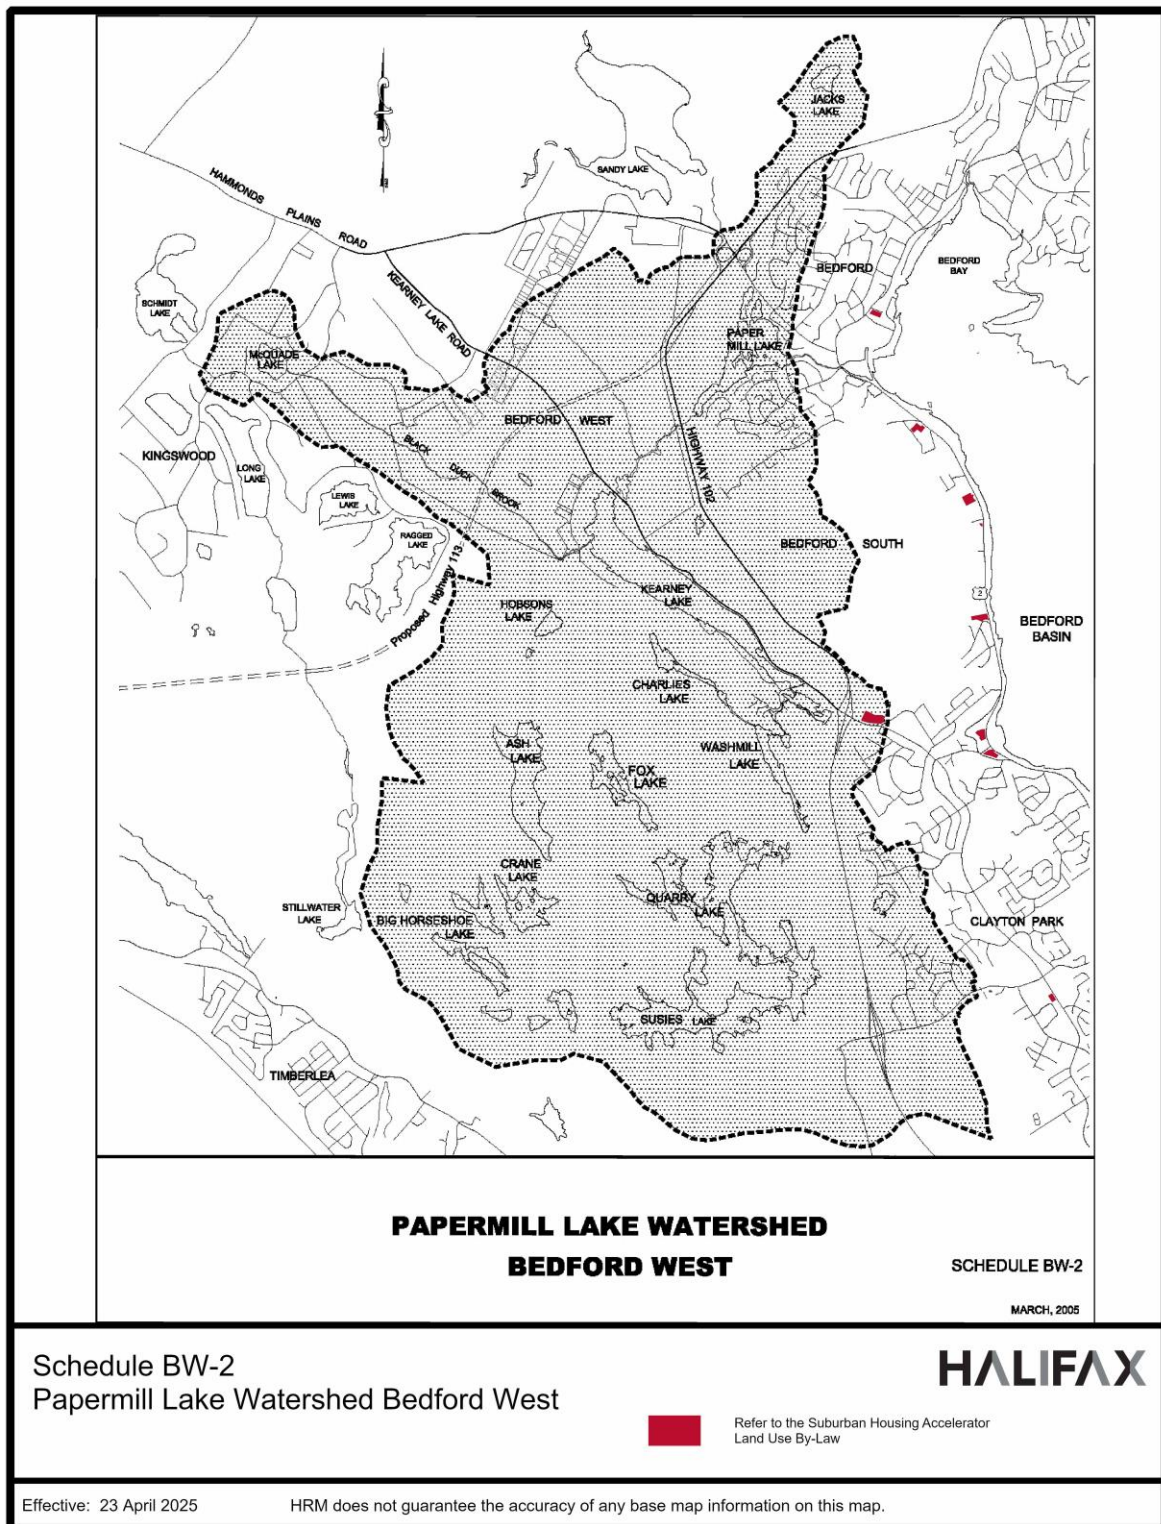 JACKS
LAKE
SANDY LAKE
HAMMONDS PLAINS ROAD
BEDFORD
BEDFORD
BAY
KEARNEY LAKE ROAD
SCHMIDT
LAKE
PAPER
MILL LAKE
McQUADE
LAKE
BEDFORD WEST
HIGHWAY 102
BLACK DUCK BROOK
KINGSWOOD
LONG
LAKE
LEWIS
LAKE
RAGGED
LAKE
BEDFORD SOUTH
Proposed Highway 113
KEARNEY
LAKE
2
HOBSONS
LAKE
BEDFORD
BASIN
CHARLIES
LAKE
ASH
LAKE
WASHMILL
LAKE
FOX
LAKE
CRANE
LAKE
QUARRY
LAKE
STILLWATER
LAKE
BIG HORSESHOE
LAKE
CLAYTON PARK
SUSIES LAKE
TIMBERLEA
PAPERMILL LAKE WATERSHED
BEDFORD WEST
SCHEDULE BW-2
MARCH, 2005
Schedule BW-2
Papermill Lake Watershed Bedford West
HALIFAX
Refer to the Suburban Housing Accelerator
Land Use By-Law
Effective: 23 April 2025
HRM does not guarantee the accuracy of any base map information on this map.